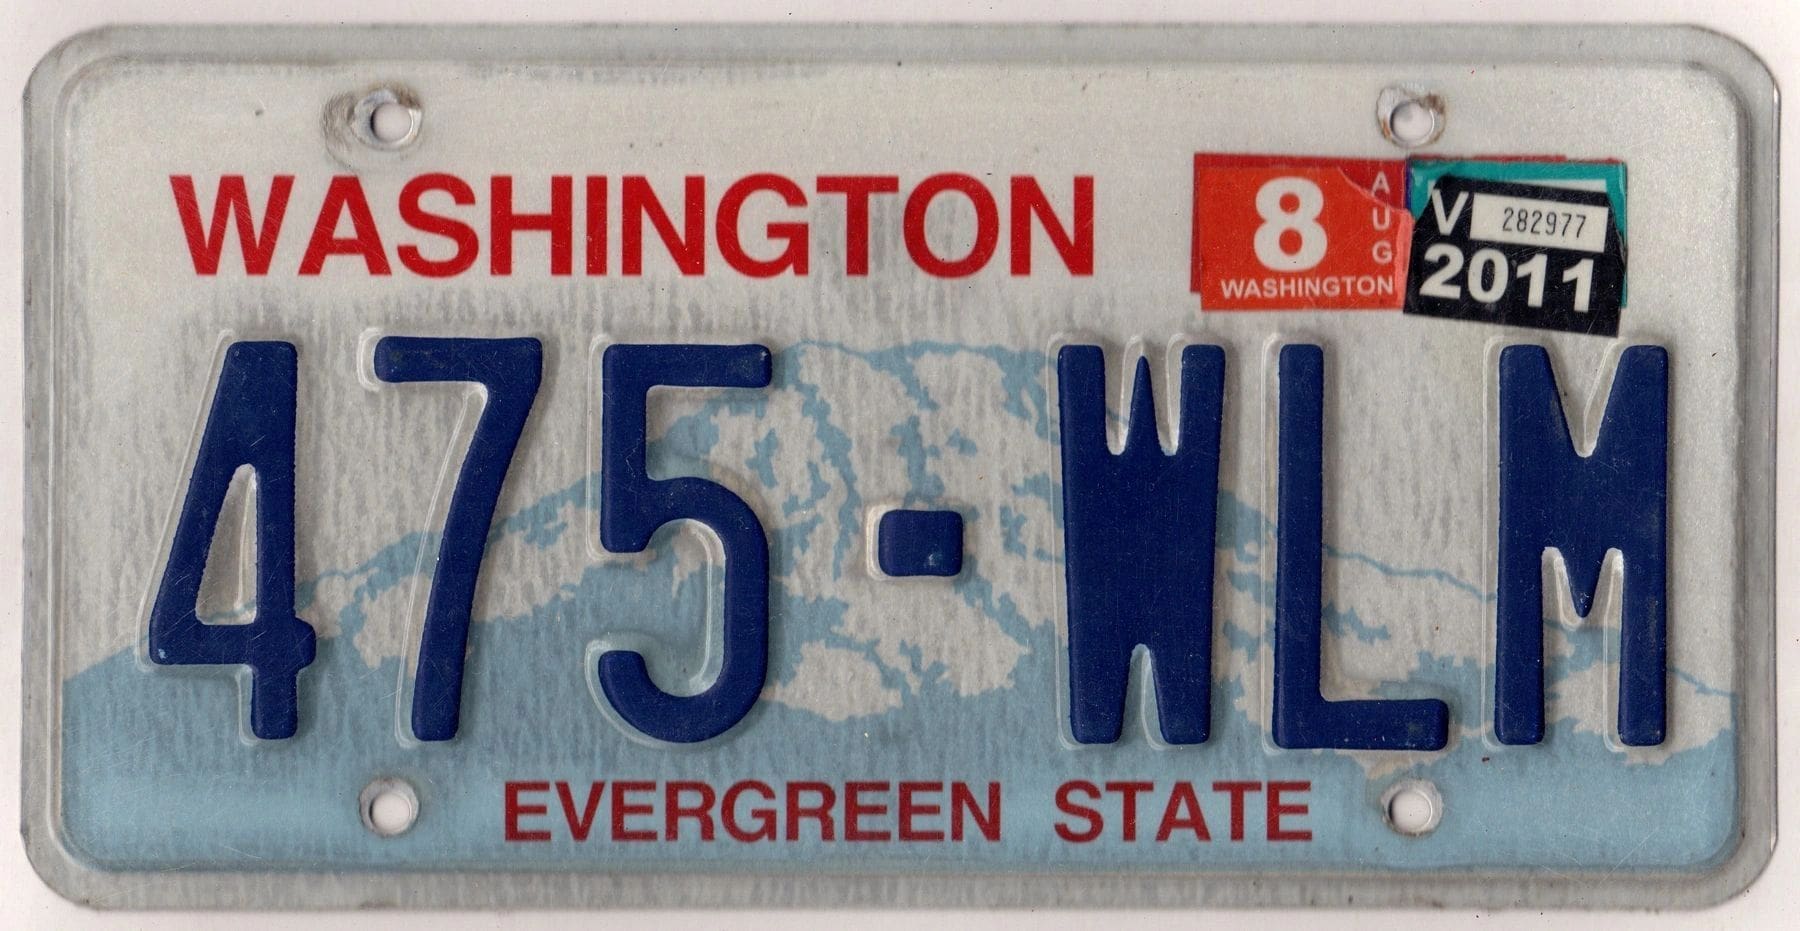 WASHINGTON
8 AUG
WASHINGTON
V 282977
2011
475-WLM
EVERGREEN STATE